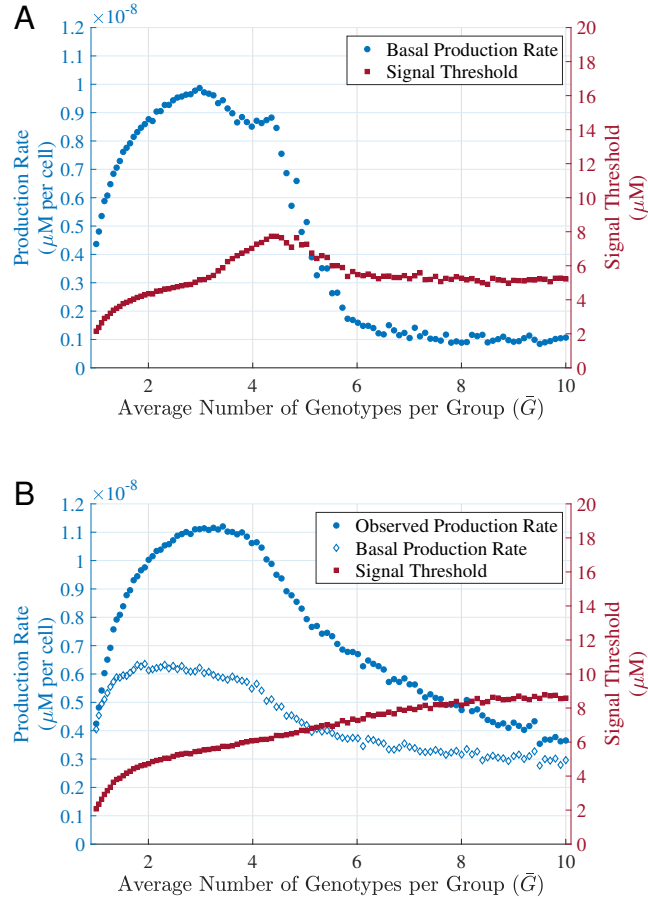 A
×10⁻⁸
1.2
1.1
1
0.9
0.8
0.7
0.6
0.5
0.4
0.3
0.2
0.1
0
Production Rate
(μM per cell)
Basal Production Rate
Signal Threshold
20
18
16
14
12
10
8
6
4
2
0
Signal Threshold
(μM)
2 4 6 8 10
Average Number of Genotypes per Group (Ḡ)
B
×10⁻⁸
1.2
1.1
1
0.9
0.8
0.7
0.6
0.5
0.4
0.3
0.2
0.1
0
Production Rate
(μM per cell)
Observed Production Rate
Basal Production Rate
Signal Threshold
20
18
16
14
12
10
8
6
4
2
0
Signal Threshold
(μM)
2 4 6 8 10
Average Number of Genotypes per Group (Ḡ)